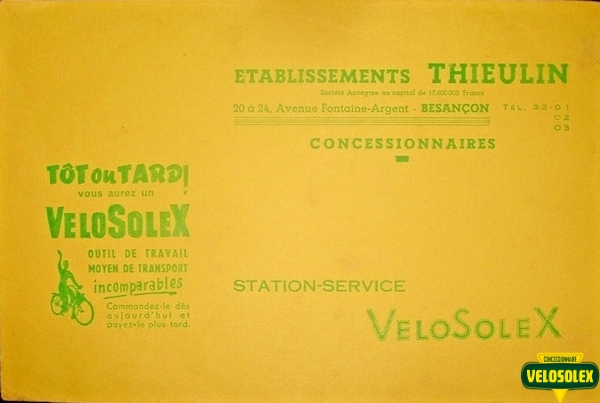 ETABLISSEMENTS THIEULIN
Société Anonyme au capital de 17.600.000 Francs
20 à 24, Avenue Fontaine-Argent - BESANÇON TÉL. 32-01
02
03
CONCESSIONNAIRES
TÔT OU TARD,
vous aurez un
VELOSOLEX
OUTIL DE TRAVAIL
MOYEN DE TRANSPORT
incomparables
Commandez-le dès
aujourd'hui et
payez-le plus tard.
STATION-SERVICE
VELOSOLEX
CONCESSIONNAIRE
VELOSOLEX